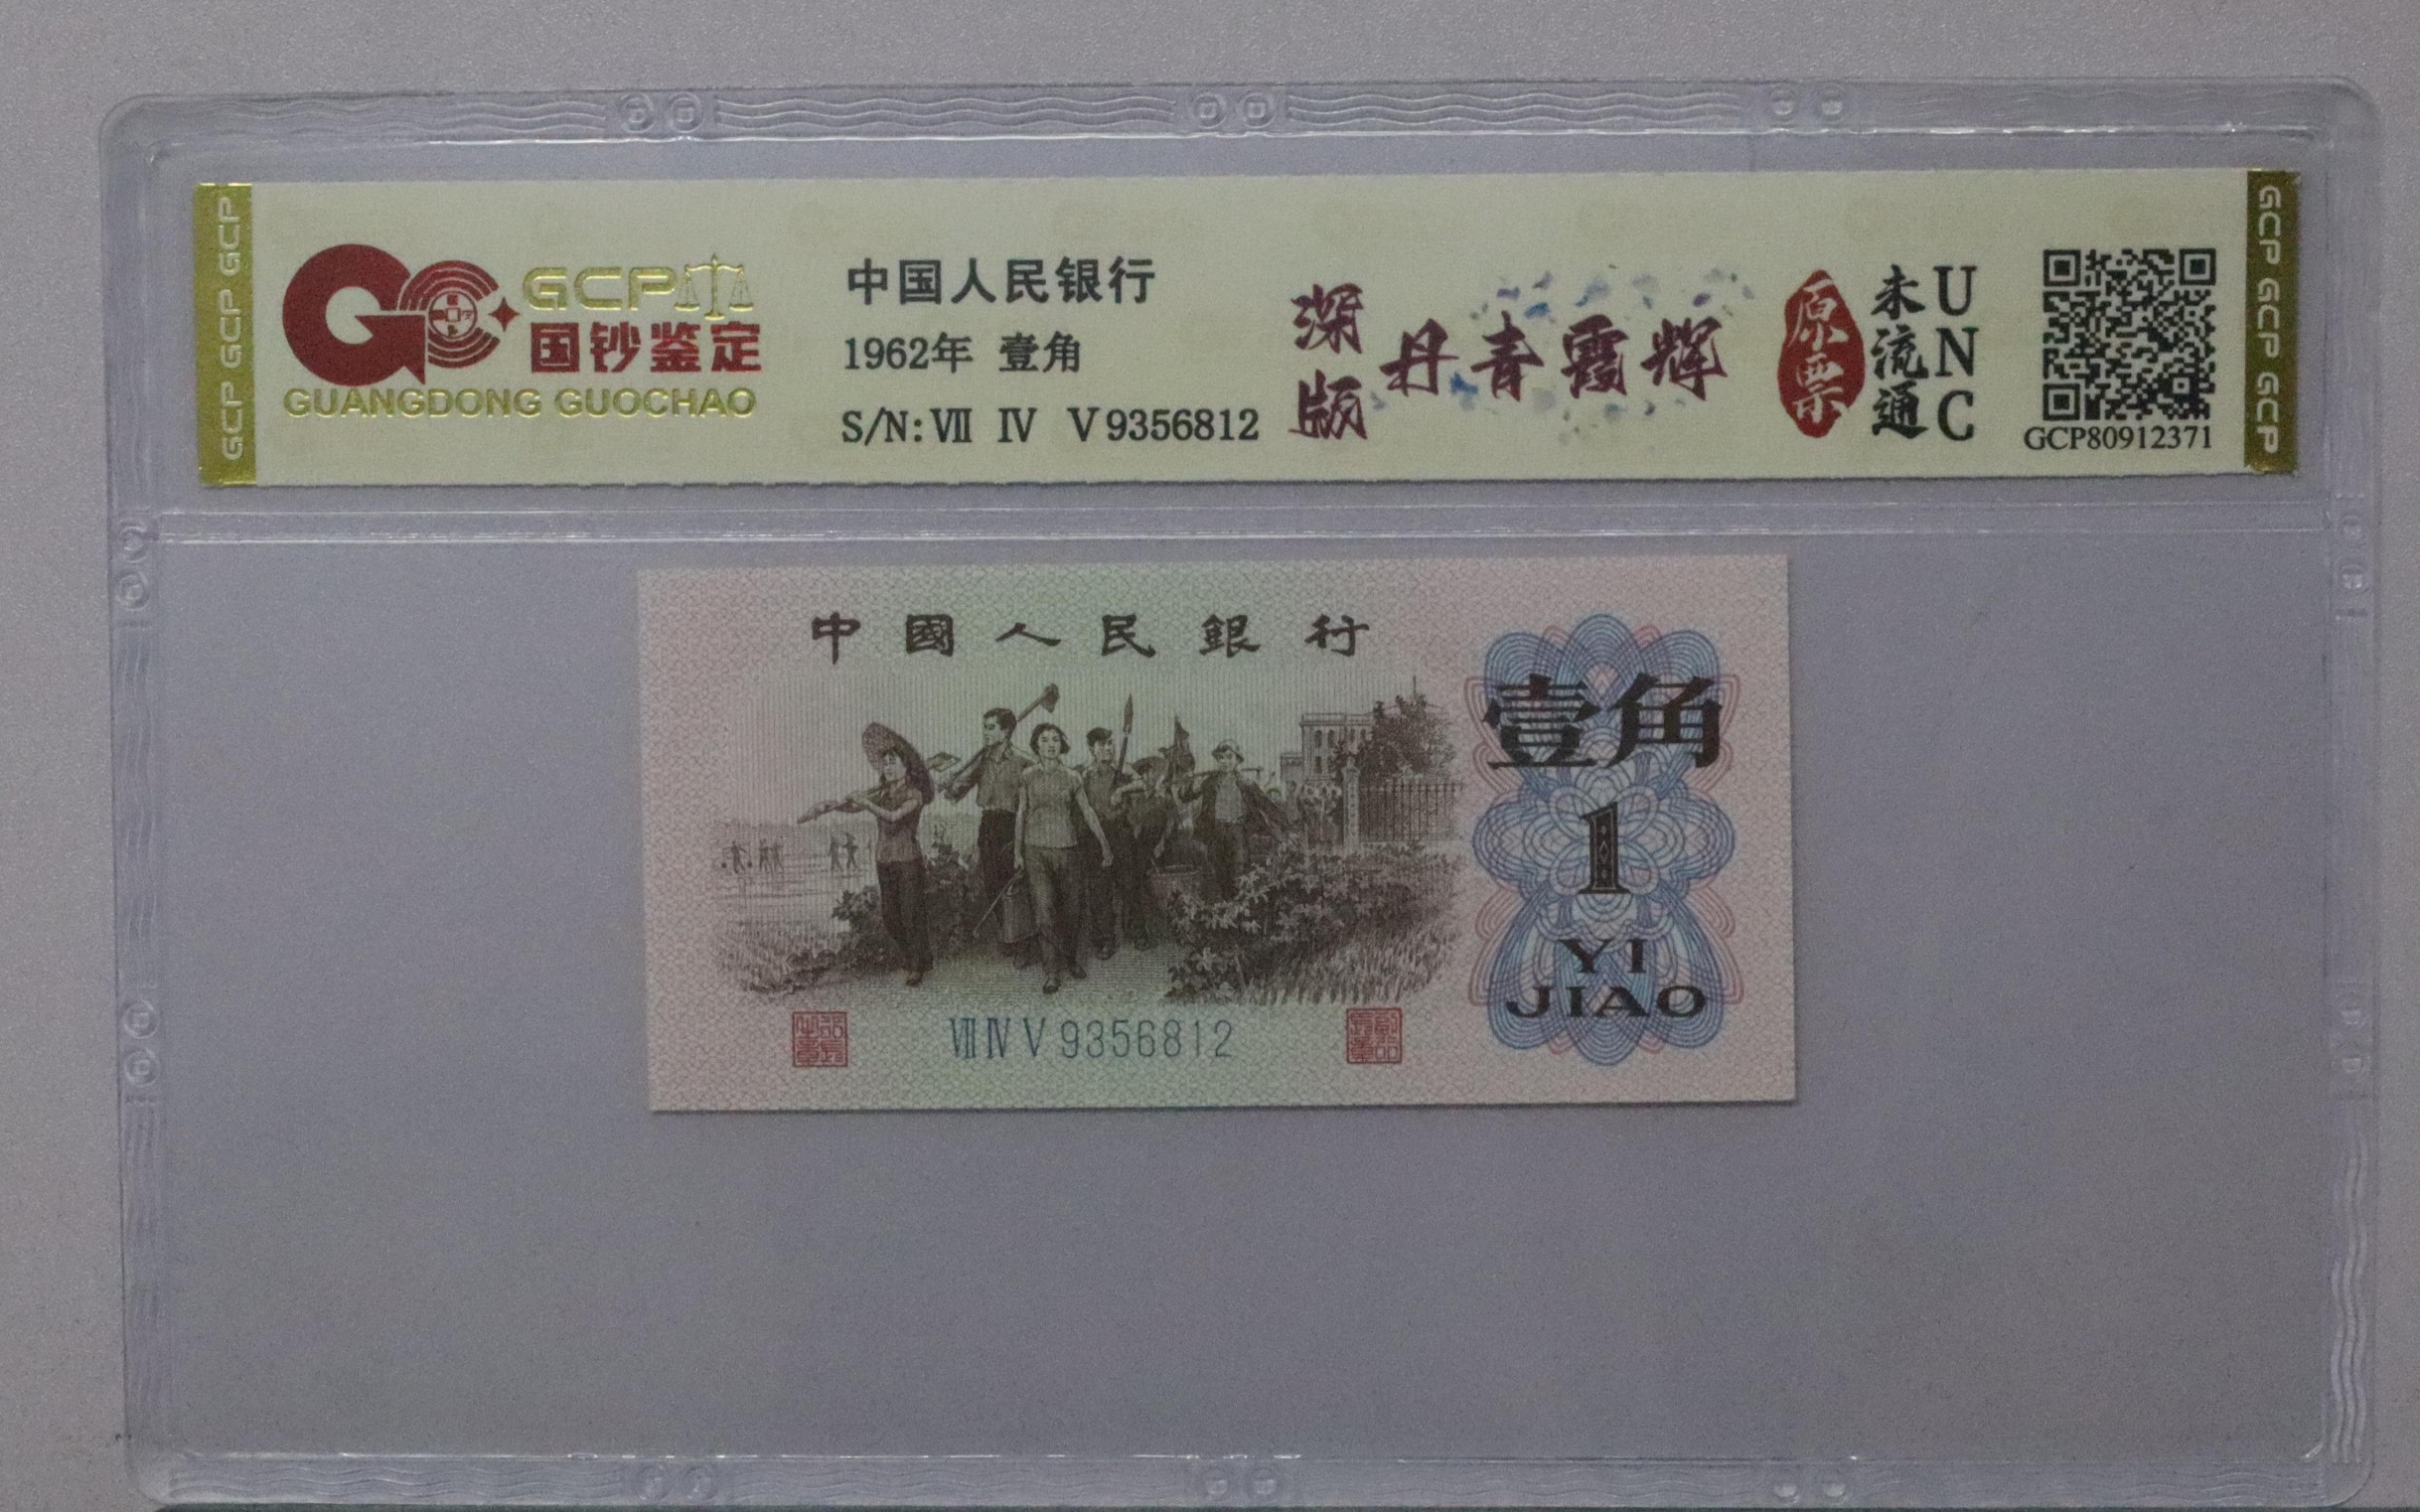 GCP GCP GCP
GCP
国钞鉴定
GUANGDONG GUOCHAO
中国人民银行
1962年 壹角
S/N: Ⅶ Ⅳ Ⅴ 9356812
深版
丹青霞辉
原票
未流通
UNC
GCP80912371
GCP GCP GCP
中國人民銀行
壹角
1
YI
JIAO
Ⅶ Ⅳ Ⅴ 9356812